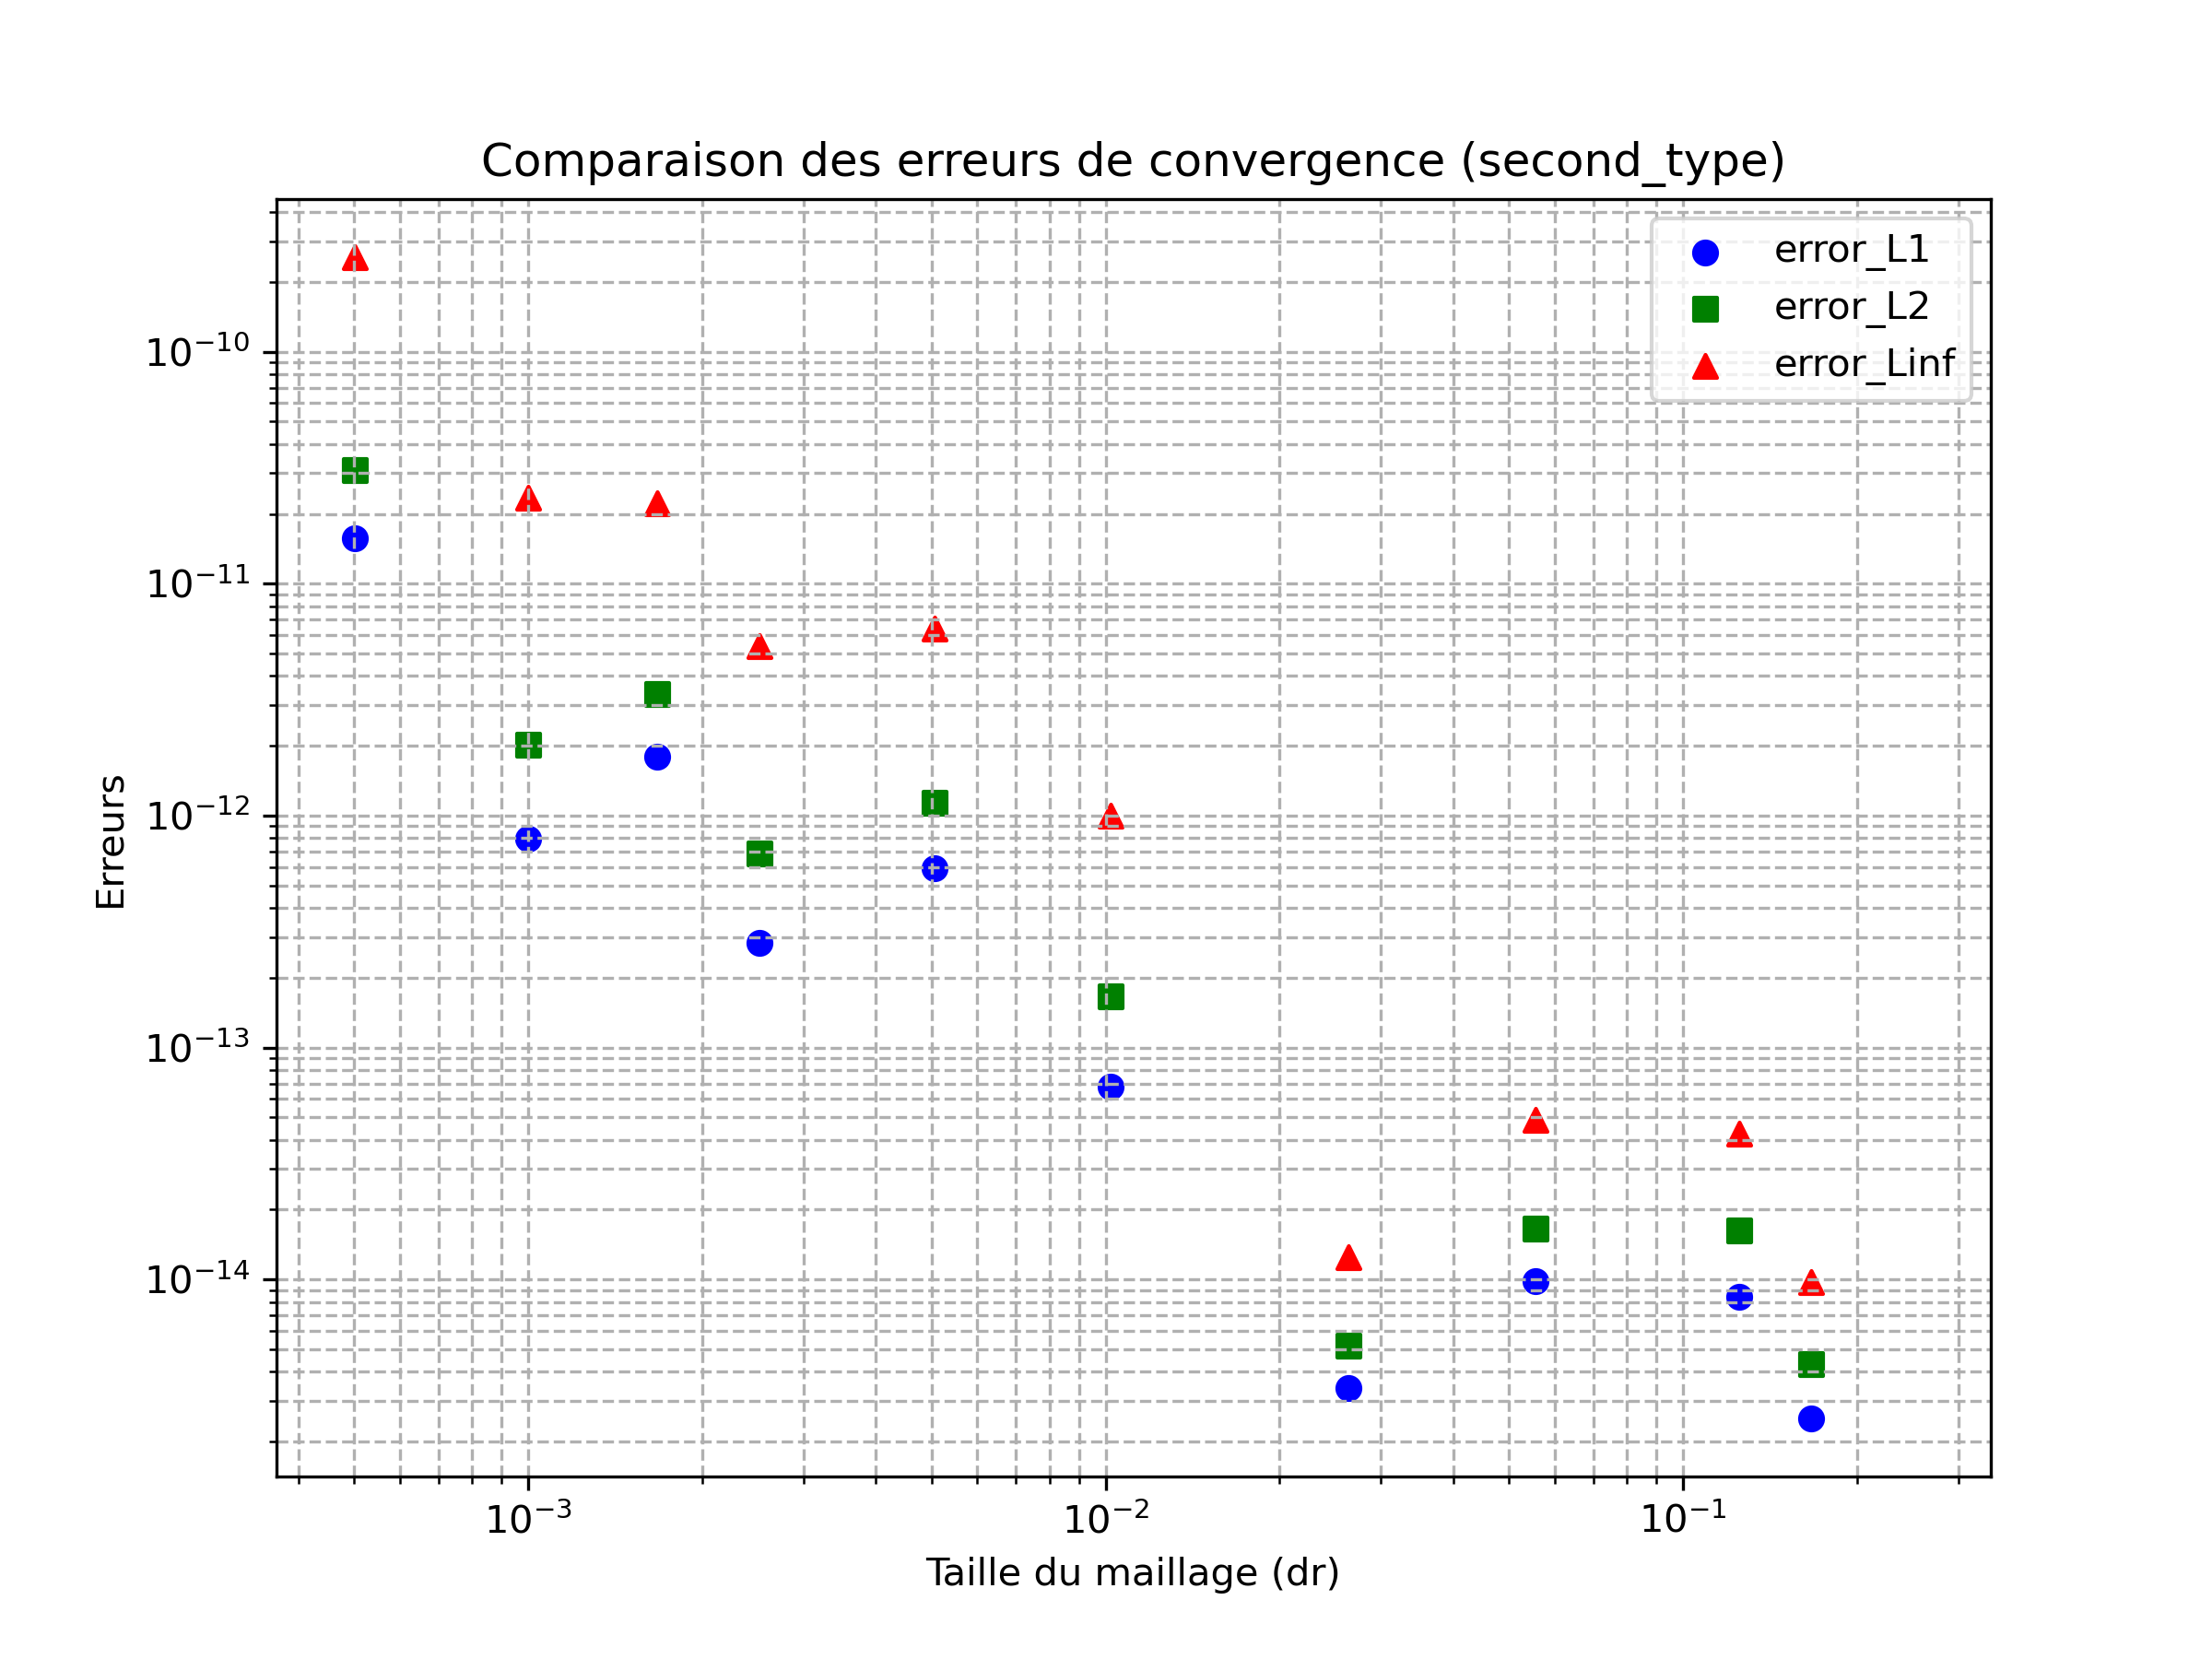 Comparaison des erreurs de convergence (second_type)
error_L1
error_L2
error_Linf
10⁻¹⁰
10⁻¹¹
10⁻¹²
10⁻¹³
10⁻¹⁴
Erreurs
10⁻³ 10⁻² 10⁻¹
Taille du maillage (dr)